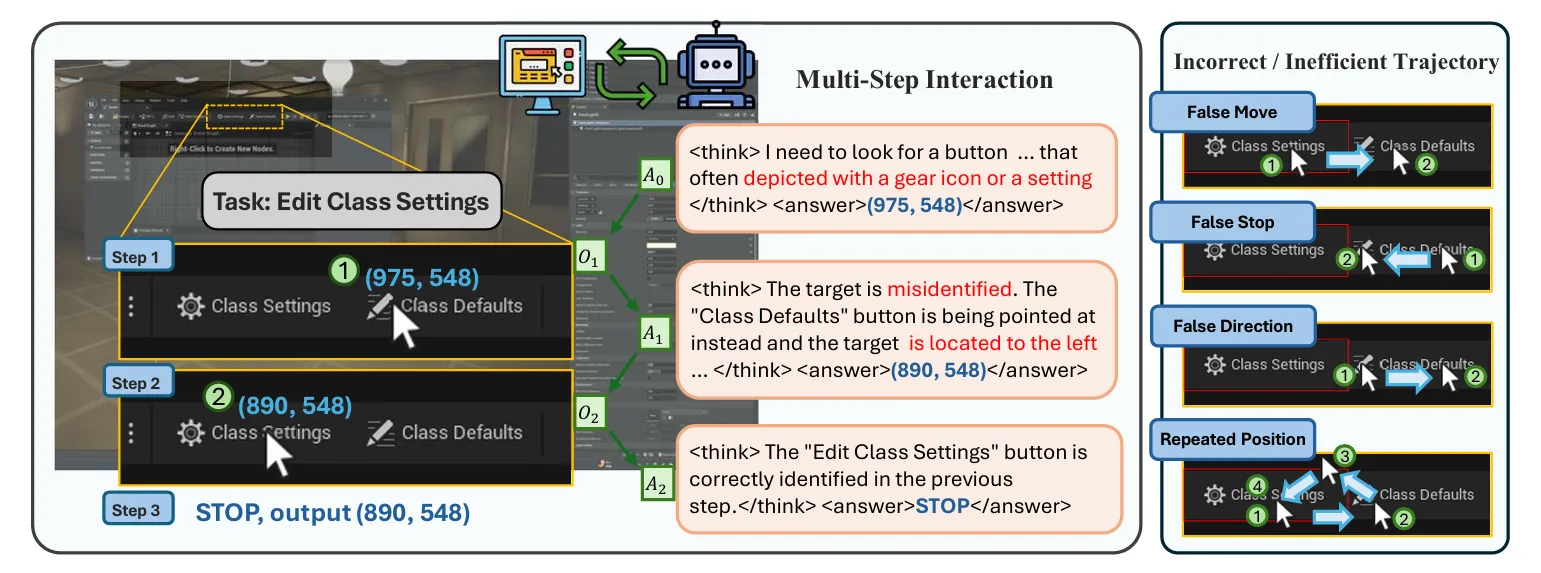 Multi-Step Interaction
Right-Click to Create New Nodes.
Task: Edit Class Settings
A0
<think> I need to look for a button ... that
often depicted with a gear icon or a setting
</think> <answer>(975, 548)</answer>
Step 1
1 (975, 548)
Class Settings
Class Defaults
O1
A1
<think> The target is misidentified. The
"Class Defaults" button is being pointed at
instead and the target is located to the left
... </think> <answer>(890, 548)</answer>
Step 2
2 (890, 548)
Class Settings
Class Defaults
O2
A2
<think> The "Edit Class Settings" button is
correctly identified in the previous
step.</think> <answer>STOP</answer>
Step 3
STOP, output (890, 548)
Incorrect / Inefficient Trajectory
False Move
Class Settings
Class Defaults
1
2
False Stop
Class Settings
Class Defaults
2
1
False Direction
Class Settings
Class Defaults
1
2
Repeated Position
3
Class Settings
Class Defaults
4
1
2